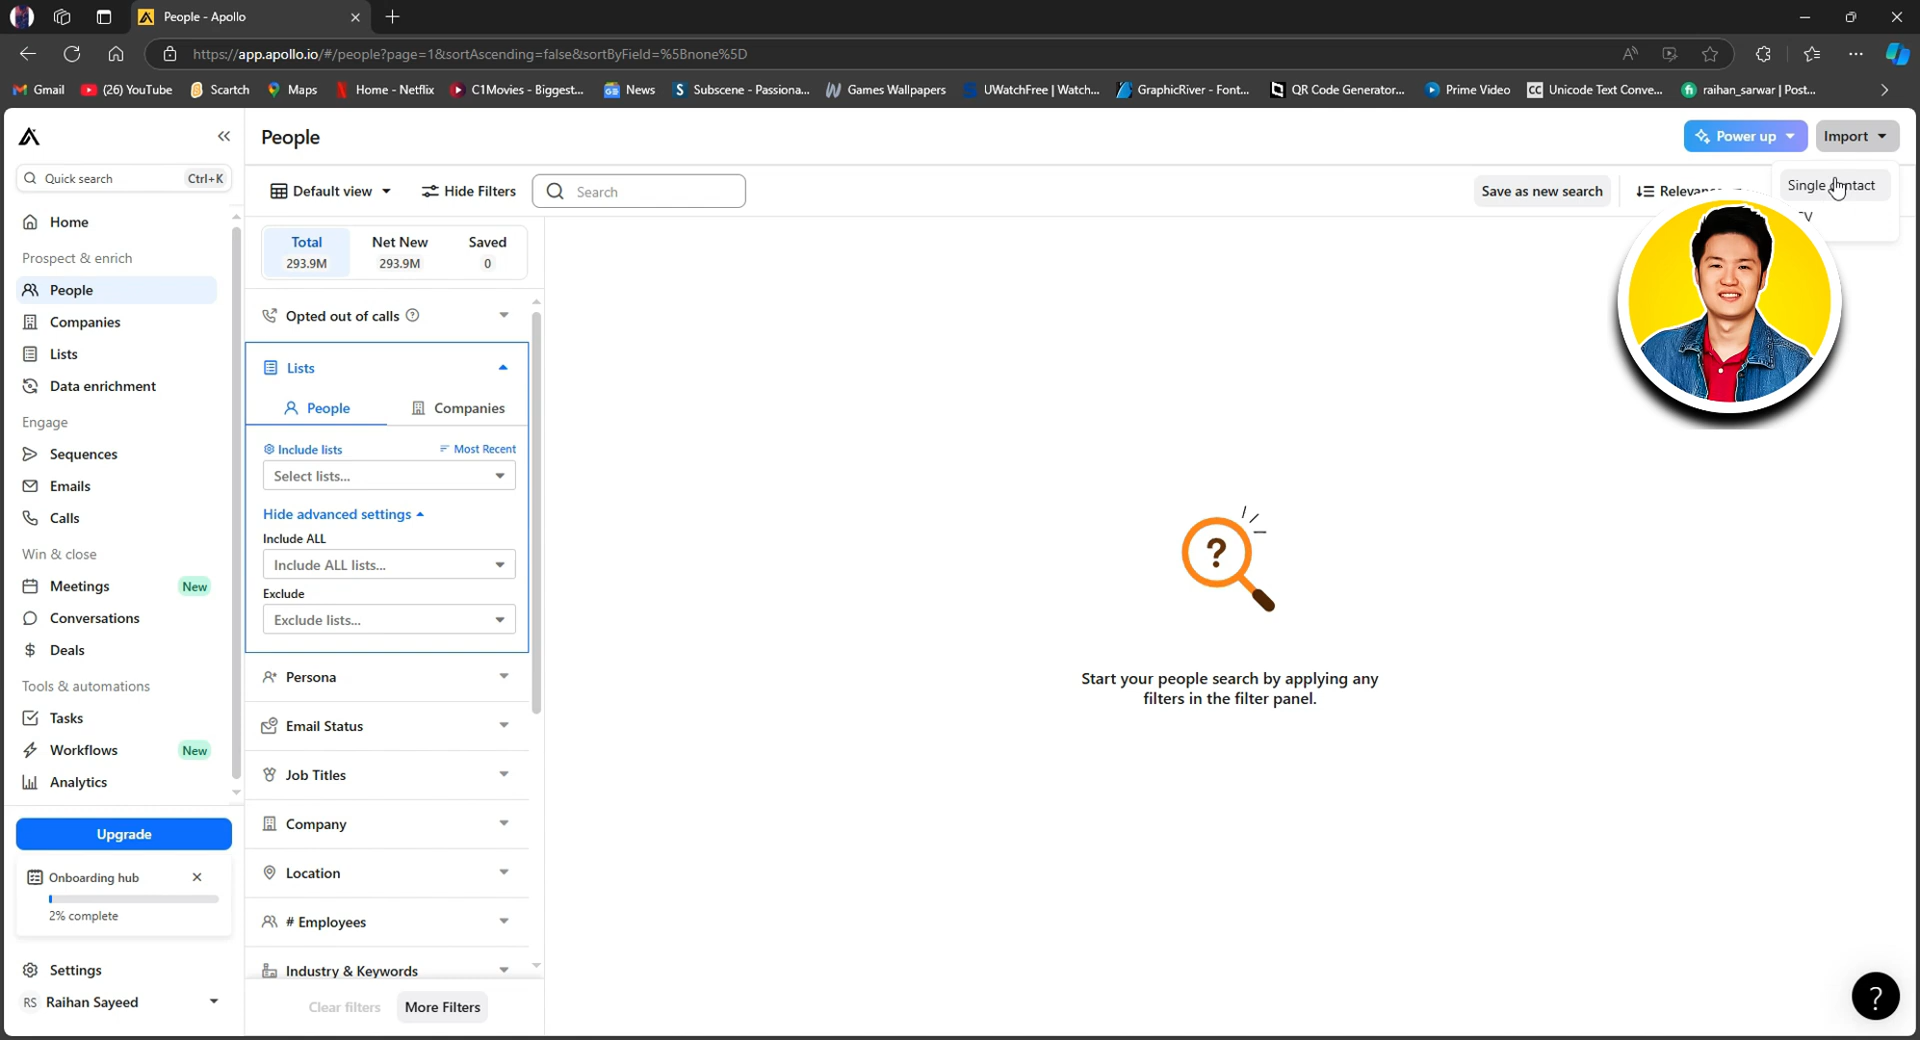 People - Apollo
https://app.apollo.io/#/people?page=1&sortAscending=false&sortByField=%5Bnone%5D
Gmail
(26) YouTube
Scartch
Maps
Home - Netflix
C1Movies - Biggest...
News
Subscene - Passiona...
Games Wallpapers
UWatchFree | Watch...
GraphicRiver - Font...
QR Code Generator...
Prime Video
Unicode Text Conve...
raihan_sarwar | Post...
People
Power up
Import
Quick search
Ctrl+K
Default view
Hide Filters
Search
Save as new search
Single
Home
Prospect & enrich
People
Companies
Lists
Data enrichment
Engage
Sequences
Emails
Calls
Win & close
Meetings
New
Conversations
Deals
Tools & automations
Tasks
Workflows
New
Analytics
Upgrade
Onboarding hub
2% complete
Settings
RS Raihan Sayeed
Total
293.9M
Net New
293.9M
Saved
0
Opted out of calls
Lists
People
Companies
Include lists
Most Recent
Select lists...
Hide advanced settings
Include ALL
Include ALL lists...
Exclude
Exclude lists...
Persona
Email Status
Job Titles
Company
Location
# Employees
Industry & Keywords
Clear filters
More Filters
?
Start your people search by applying any
filters in the filter panel.
?